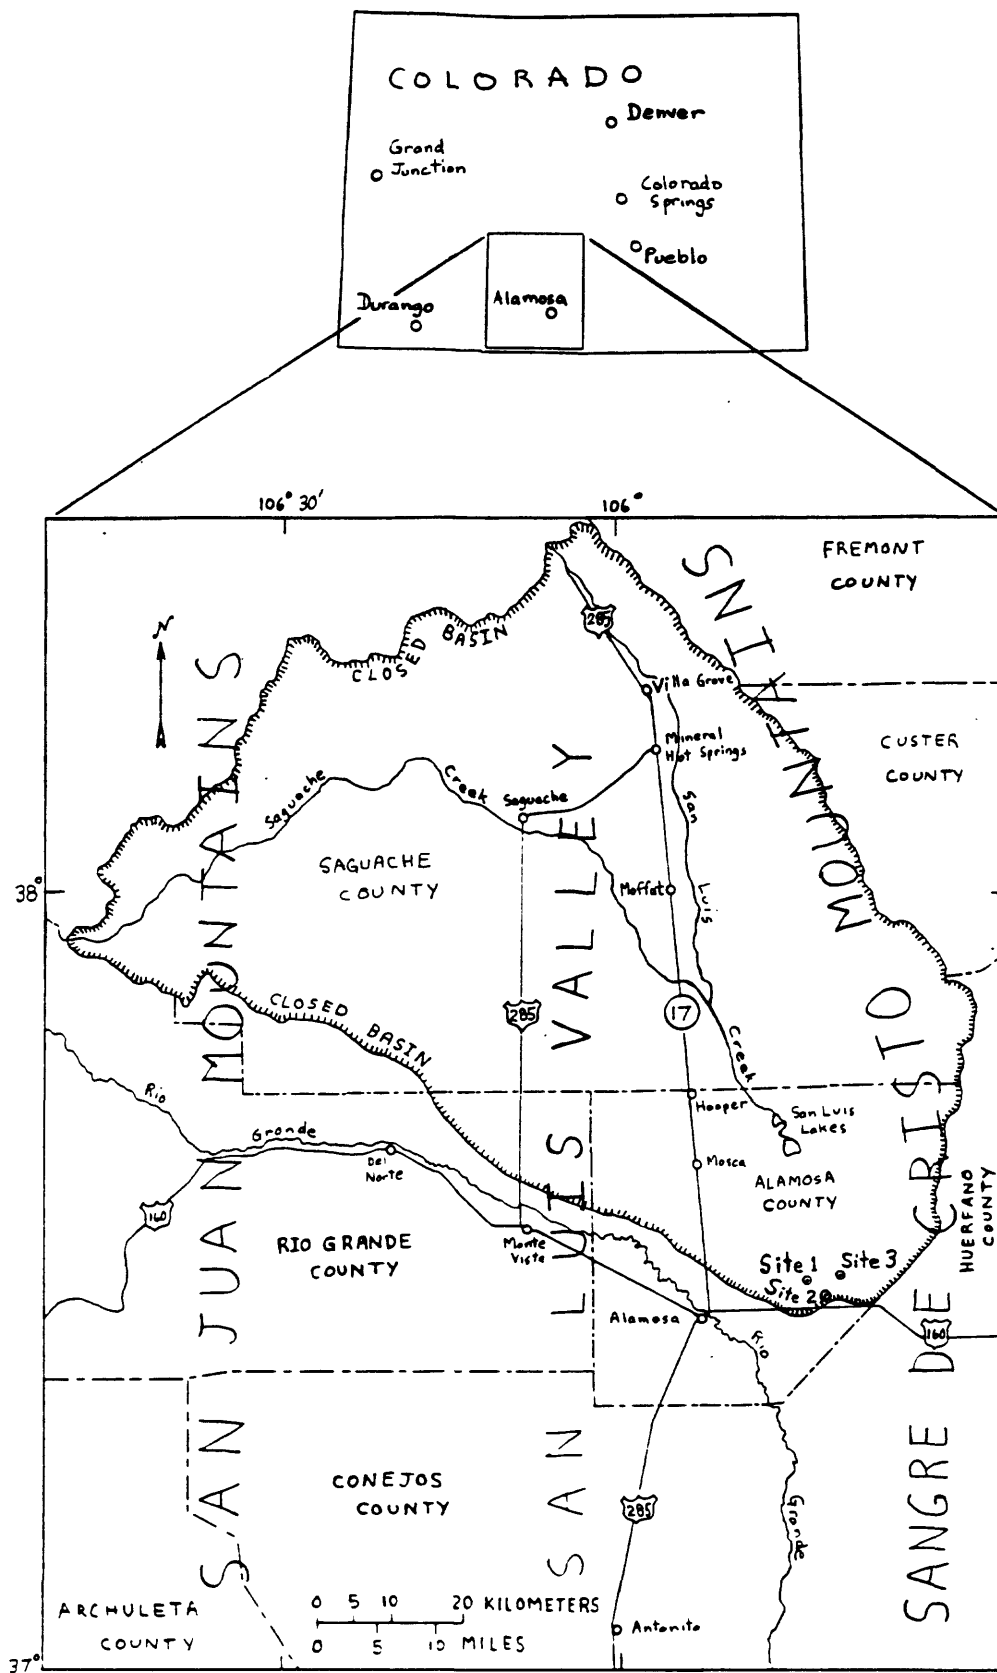 COLORADO
Denver
Grand
Junction
Colorado
Springs
Pueblo
Durango
Alamosa
106° 30'
106°
FREMONT
COUNTY
N
285
CLOSED BASIN
Villa Grove
Mineral
Hot Springs
CUSTER
COUNTY
Saguache Creek
Saguache
San Luis Creek
SAGUACHE
COUNTY
38°
Moffat
CLOSED BASIN
285
17
Hooper
San Luis
Lakes
Rio Grande
Del
Norte
Mosca
ALAMOSA
COUNTY
160
HUERFANO
COUNTY
RIO GRANDE
COUNTY
Monte
Vista
Site 1
Site 3
Site 2
Alamosa
160
Rio Grande
SAN JUAN MOUNTAINS
SAN LUIS VALLEY
SANGRE DE CRISTO MOUNTAINS
CONEJOS
COUNTY
285
ARCHULETA
COUNTY
0 5 10 20 KILOMETERS
0 5 10 MILES
Antonito
37°